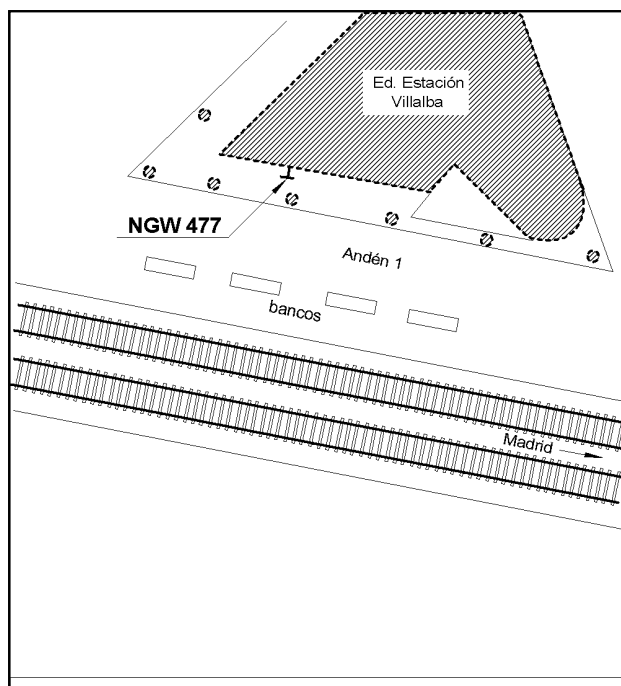 Ed. Estación
Villalba
NGW 477
Andén 1
bancos
Madrid